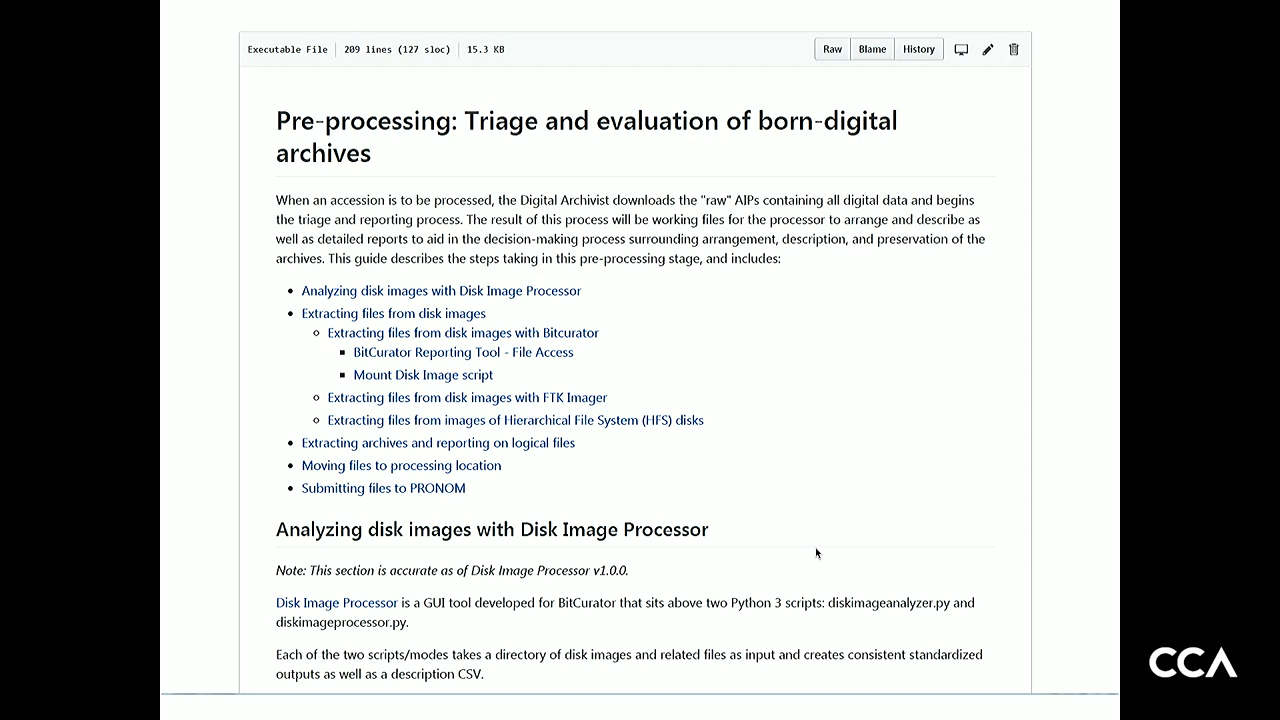 Executable File 209 lines (127 sloc) 15.3 KB Raw Blame History
Pre-processing: Triage and evaluation of born-digital
archives
When an accession is to be processed, the Digital Archivist downloads the "raw" AIPs containing all digital data and begins
the triage and reporting process. The result of this process will be working files for the processor to arrange and describe as
well as detailed reports to aid in the decision-making process surrounding arrangement, description, and preservation of the
archives. This guide describes the steps taking in this pre-processing stage, and includes:
Analyzing disk images with Disk Image Processor
Extracting files from disk images
Extracting files from disk images with Bitcurator
BitCurator Reporting Tool - File Access
Mount Disk Image script
Extracting files from disk images with FTK Imager
Extracting files from images of Hierarchical File System (HFS) disks
Extracting archives and reporting on logical files
Moving files to processing location
Submitting files to PRONOM
Analyzing disk images with Disk Image Processor
Note: This section is accurate as of Disk Image Processor v1.0.0.
Disk Image Processor is a GUI tool developed for BitCurator that sits above two Python 3 scripts: diskimageanalyzer.py and
diskimageprocessor.py.
Each of the two scripts/modes takes a directory of disk images and related files as input and creates consistent standardized
outputs as well as a description CSV.
CCA